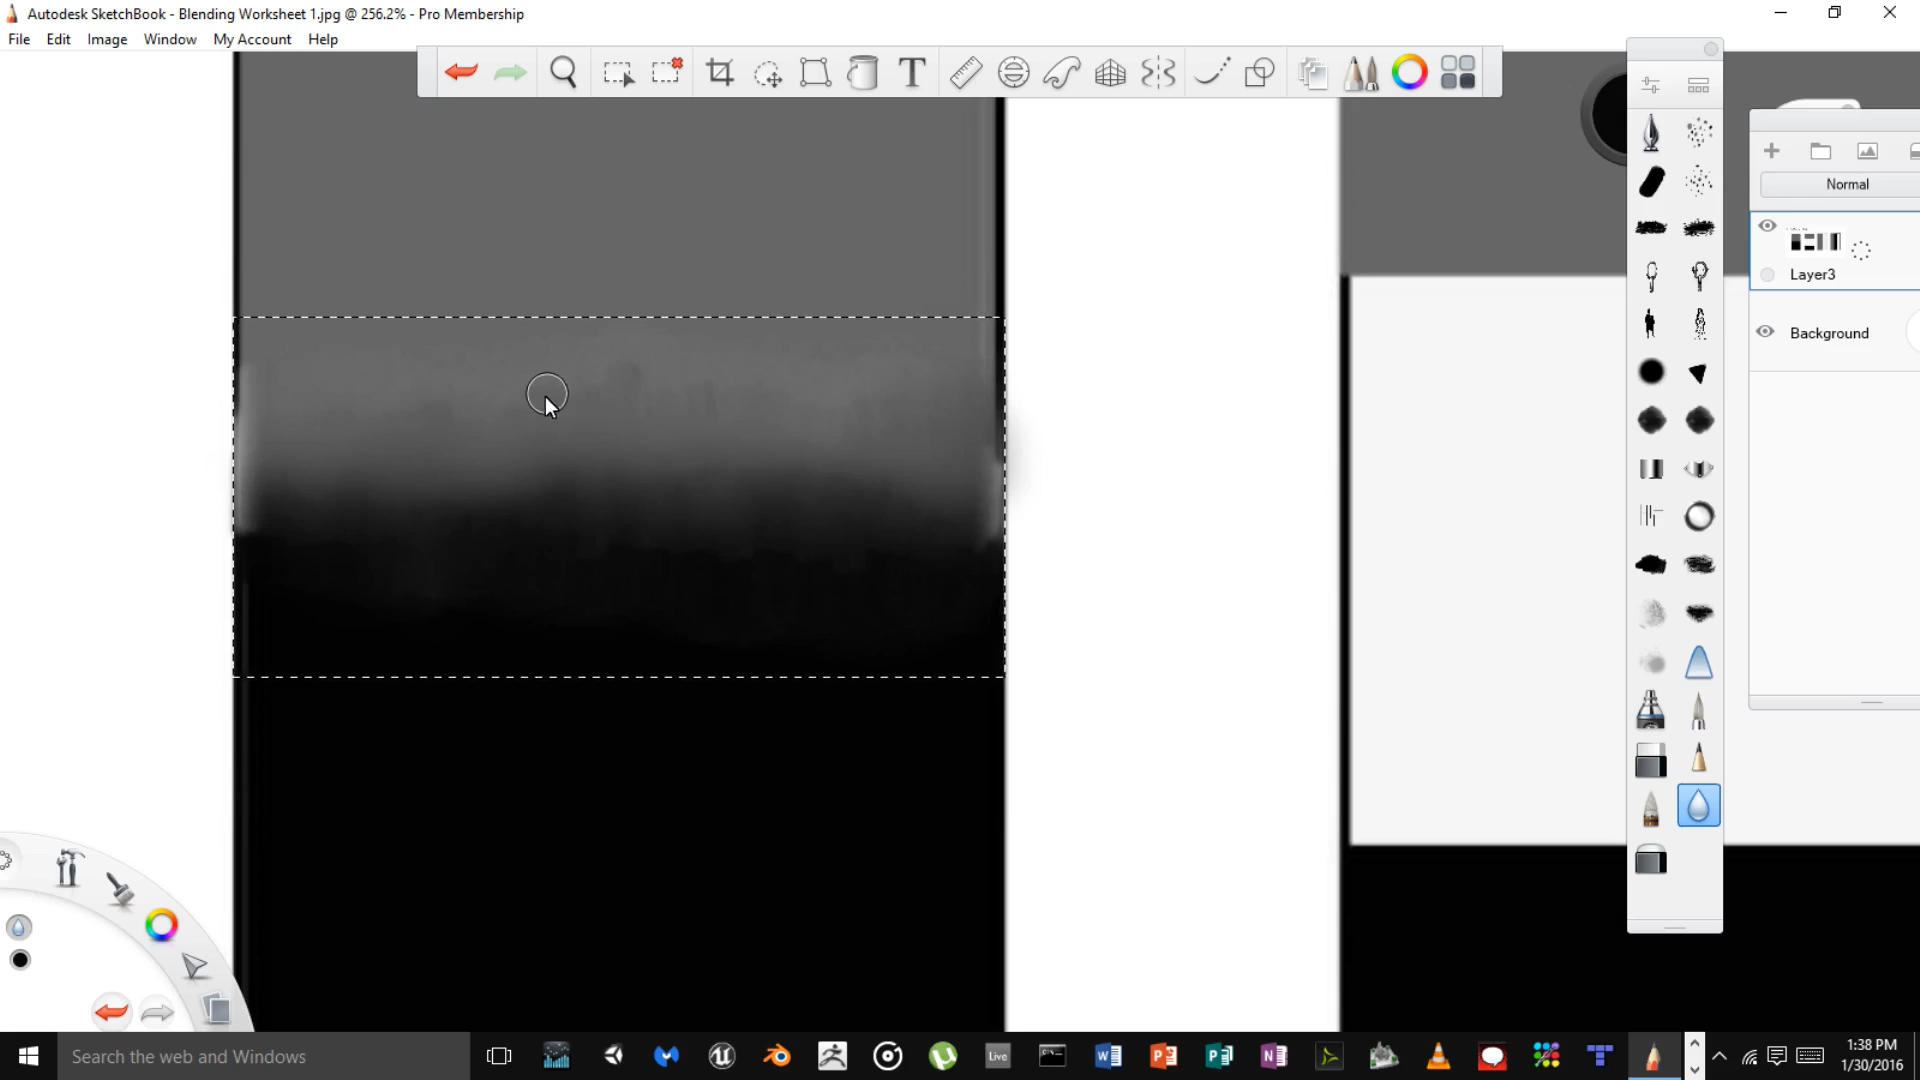 Autodesk SketchBook - Blending Worksheet 1.jpg @ 256.2% - Pro Membership
File Edit Image Window My Account Help
T
Normal
Layer3
Background
Search the web and Windows
Live
1:38 PM
1/30/2016